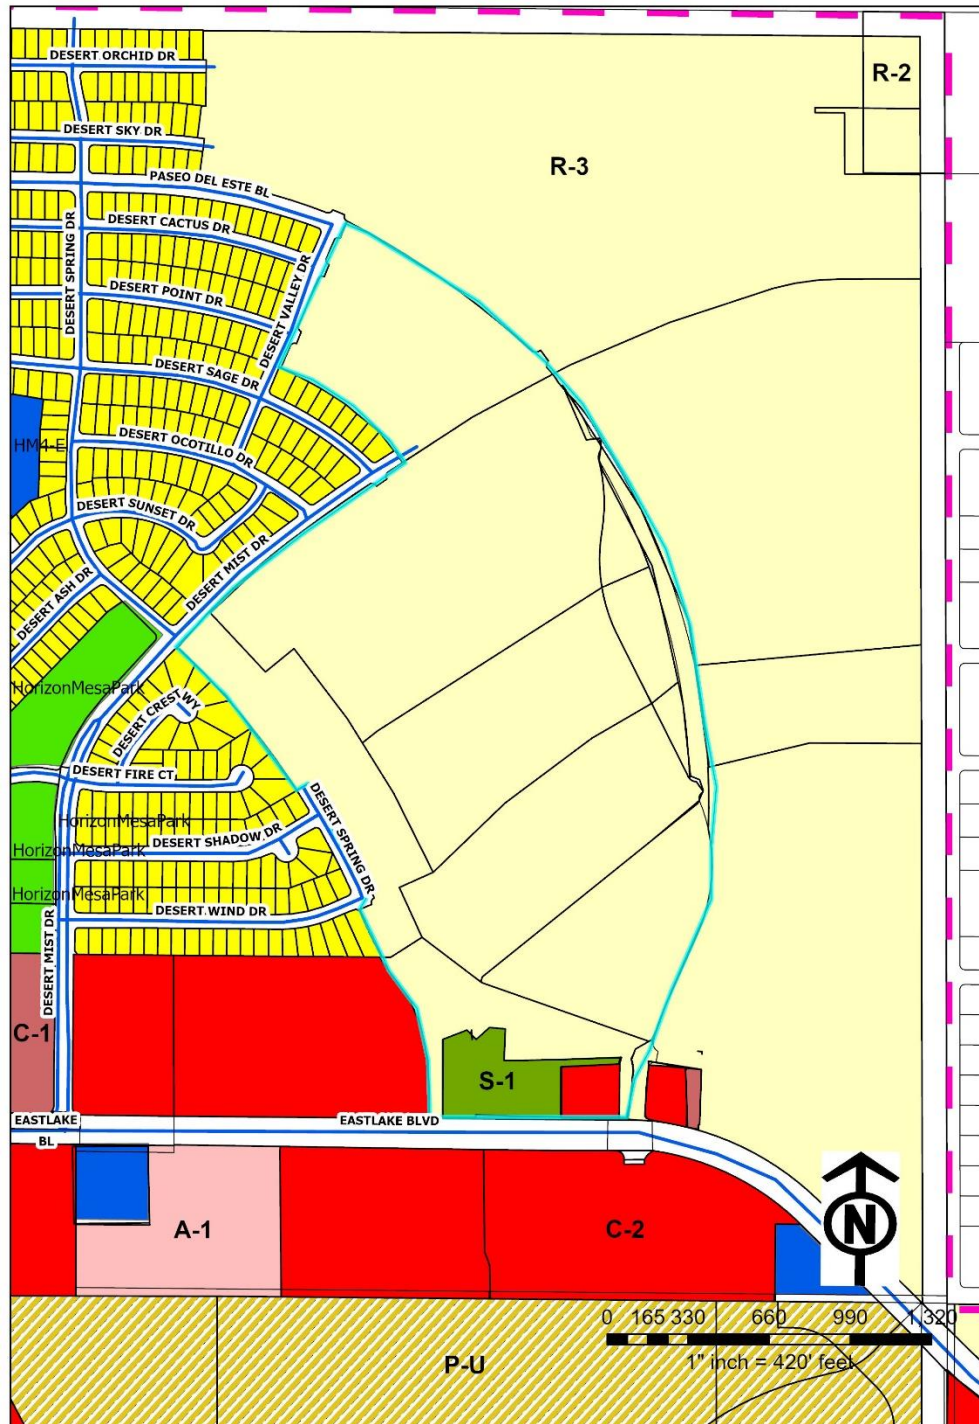 DESERT ORCHID DR
R-2
DESERT SKY DR
R-3
PASEO DEL ESTE BL
DESERT CACTUS DR
DESERT SPRING DR
DESERT VALLEY DR
DESERT POINT DR
DESERT SAGE DR
HM4-E
DESERT OCOTILLO DR
DESERT SUNSET DR
DESERT MIST DR
DESERT ASH DR
HorizonMesaPark
DESERT CREST WY
DESERT FIRE CT
DESERT SPRING DR
HorizonMesaPark
DESERT SHADOW DR
HorizonMesaPark
HorizonMesaPark
DESERT WIND DR
DESERT MIST DR
C-1
S-1
EASTLAKE
BL
EASTLAKE BLVD
A-1
C-2
N
0 165 330 660 990 1,320
1" inch = 420' feet
P-U